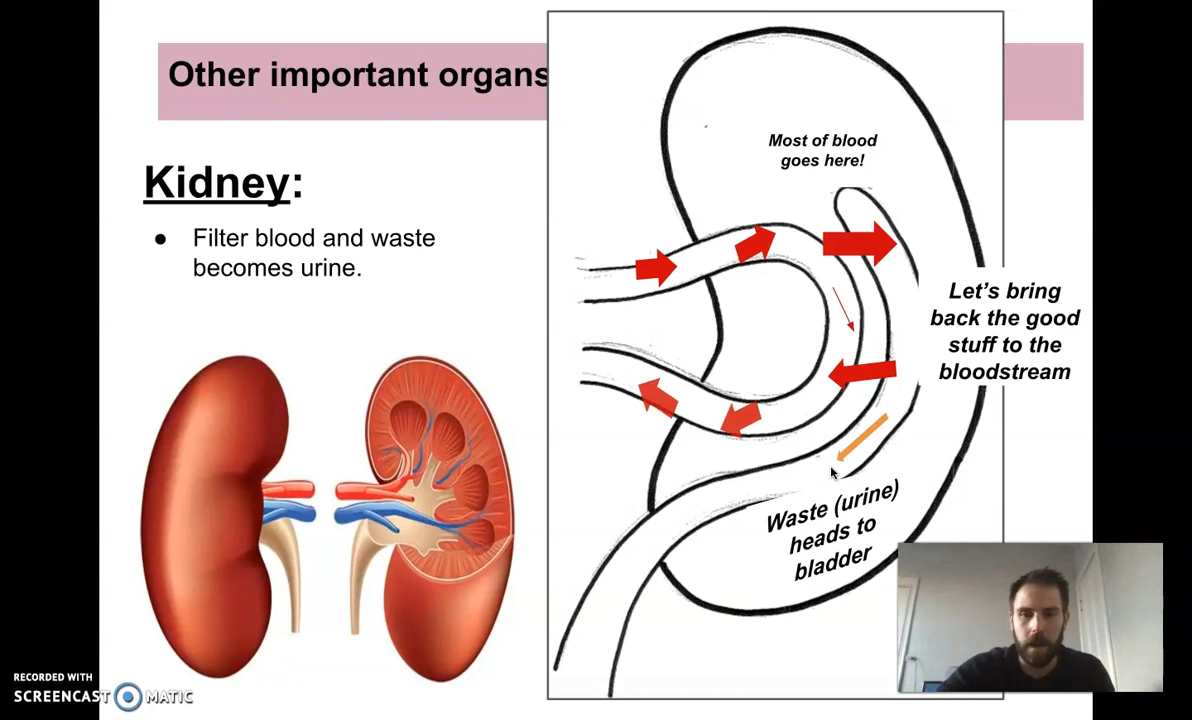 Other important organs
Kidney:
● Filter blood and waste
becomes urine.
Most of blood
goes here!
Let's bring
back the good
stuff to the
bloodstream
Waste (urine)
heads to
bladder
RECORDED WITH
SCREENCAST MATIC